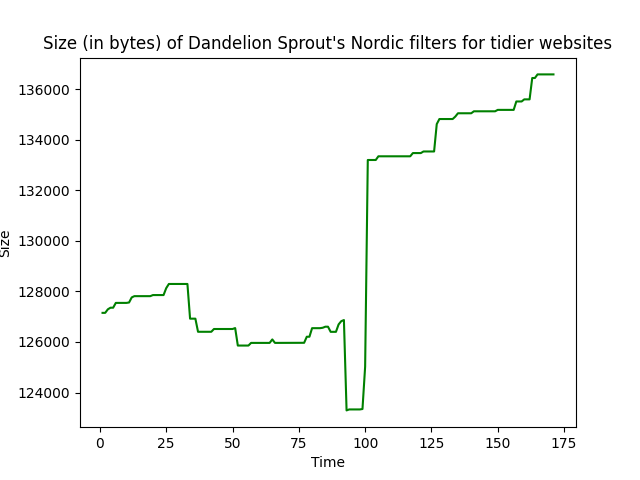 Size (in bytes) of Dandelion Sprout's Nordic filters for tidier websites
136000
134000
132000
130000
128000
126000
124000
Size
0 25 50 75 100 125 150 175
Time